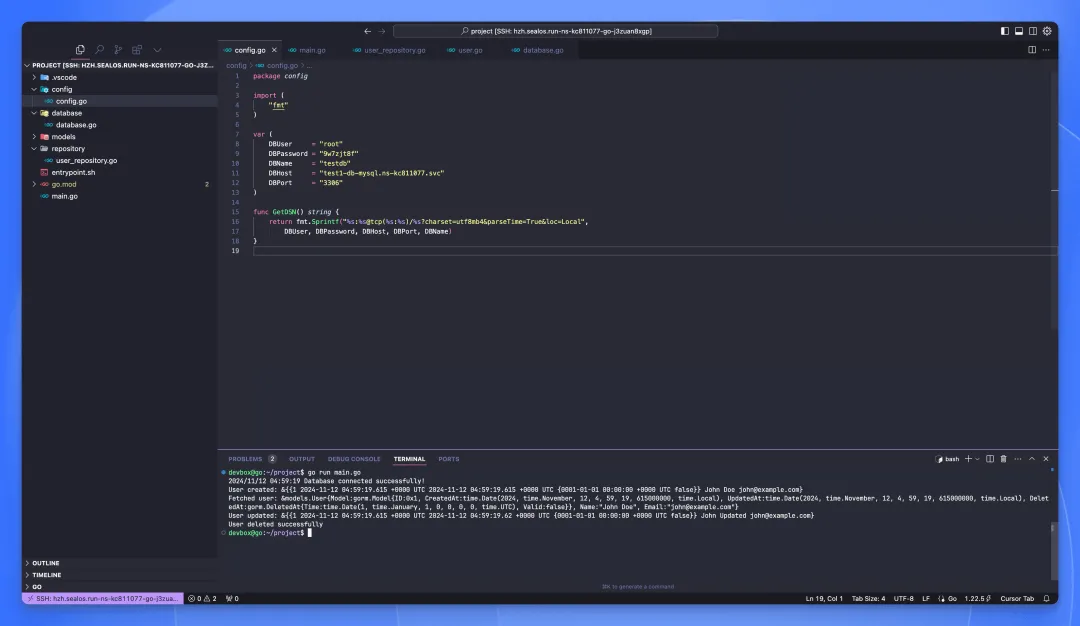 project [SSH: hzh.sealos.run-ns-kc811077-go-j3zuan8xgp]
PROJECT [SSH: HZH.SEALOS.RUN-NS-KC811077-GO-J3Z...
.vscode
config
config.go
database
database.go
models
repository
user_repository.go
entrypoint.sh
go.mod 2
main.go
OUTLINE
TIMELINE
GO
config.go main.go user_repository.go user.go database.go
config > config.go > ...
1 package config
2
3 import (
4 "fmt"
5 )
6
7 var (
8 DBUser = "root"
9 DBPassword = "9w7zjt8f"
10 DBName = "testdb"
11 DBHost = "test1-db-mysql.ns-kc811077.svc"
12 DBPort = "3306"
13 )
14
15 func GetDSN() string {
16 return fmt.Sprintf("%s:%s@tcp(%s:%s)/%s?charset=utf8mb4&parseTime=True&loc=Local",
17 DBUser, DBPassword, DBHost, DBPort, DBName)
18 }
19
PROBLEMS 2 OUTPUT DEBUG CONSOLE TERMINAL PORTS bash
devbox@go:~/project$ go run main.go
2024/11/12 04:59:19 Database connected successfully!
User created: &{{1 2024-11-12 04:59:19.615 +0000 UTC 2024-11-12 04:59:19.615 +0000 UTC {0001-01-01 00:00:00 +0000 UTC false}} John Doe john@example.com}
Fetched user: &models.User{Model:gorm.Model{ID:0x1, CreatedAt:time.Date(2024, time.November, 12, 4, 59, 19, 615000000, time.Local), UpdatedAt:time.Date(2024, time.November, 12, 4, 59, 19, 615000000, time.Local), Delet
edAt:gorm.DeletedAt{Time:time.Date(1, time.January, 1, 0, 0, 0, 0, time.UTC), Valid:false}}, Name:"John Doe", Email:"john@example.com"}
User updated: &{{1 2024-11-12 04:59:19.615 +0000 UTC 2024-11-12 04:59:19.62 +0000 UTC {0001-01-01 00:00:00 +0000 UTC false}} John Updated john@example.com}
User deleted successfully
devbox@go:~/project$
⌘K to generate a command
SSH: hzh.sealos.run-ns-kc811077-go-j3zua... 0 2 0 Ln 19, Col 1 Tab Size: 4 UTF-8 LF Go 1.22.5 Cursor Tab